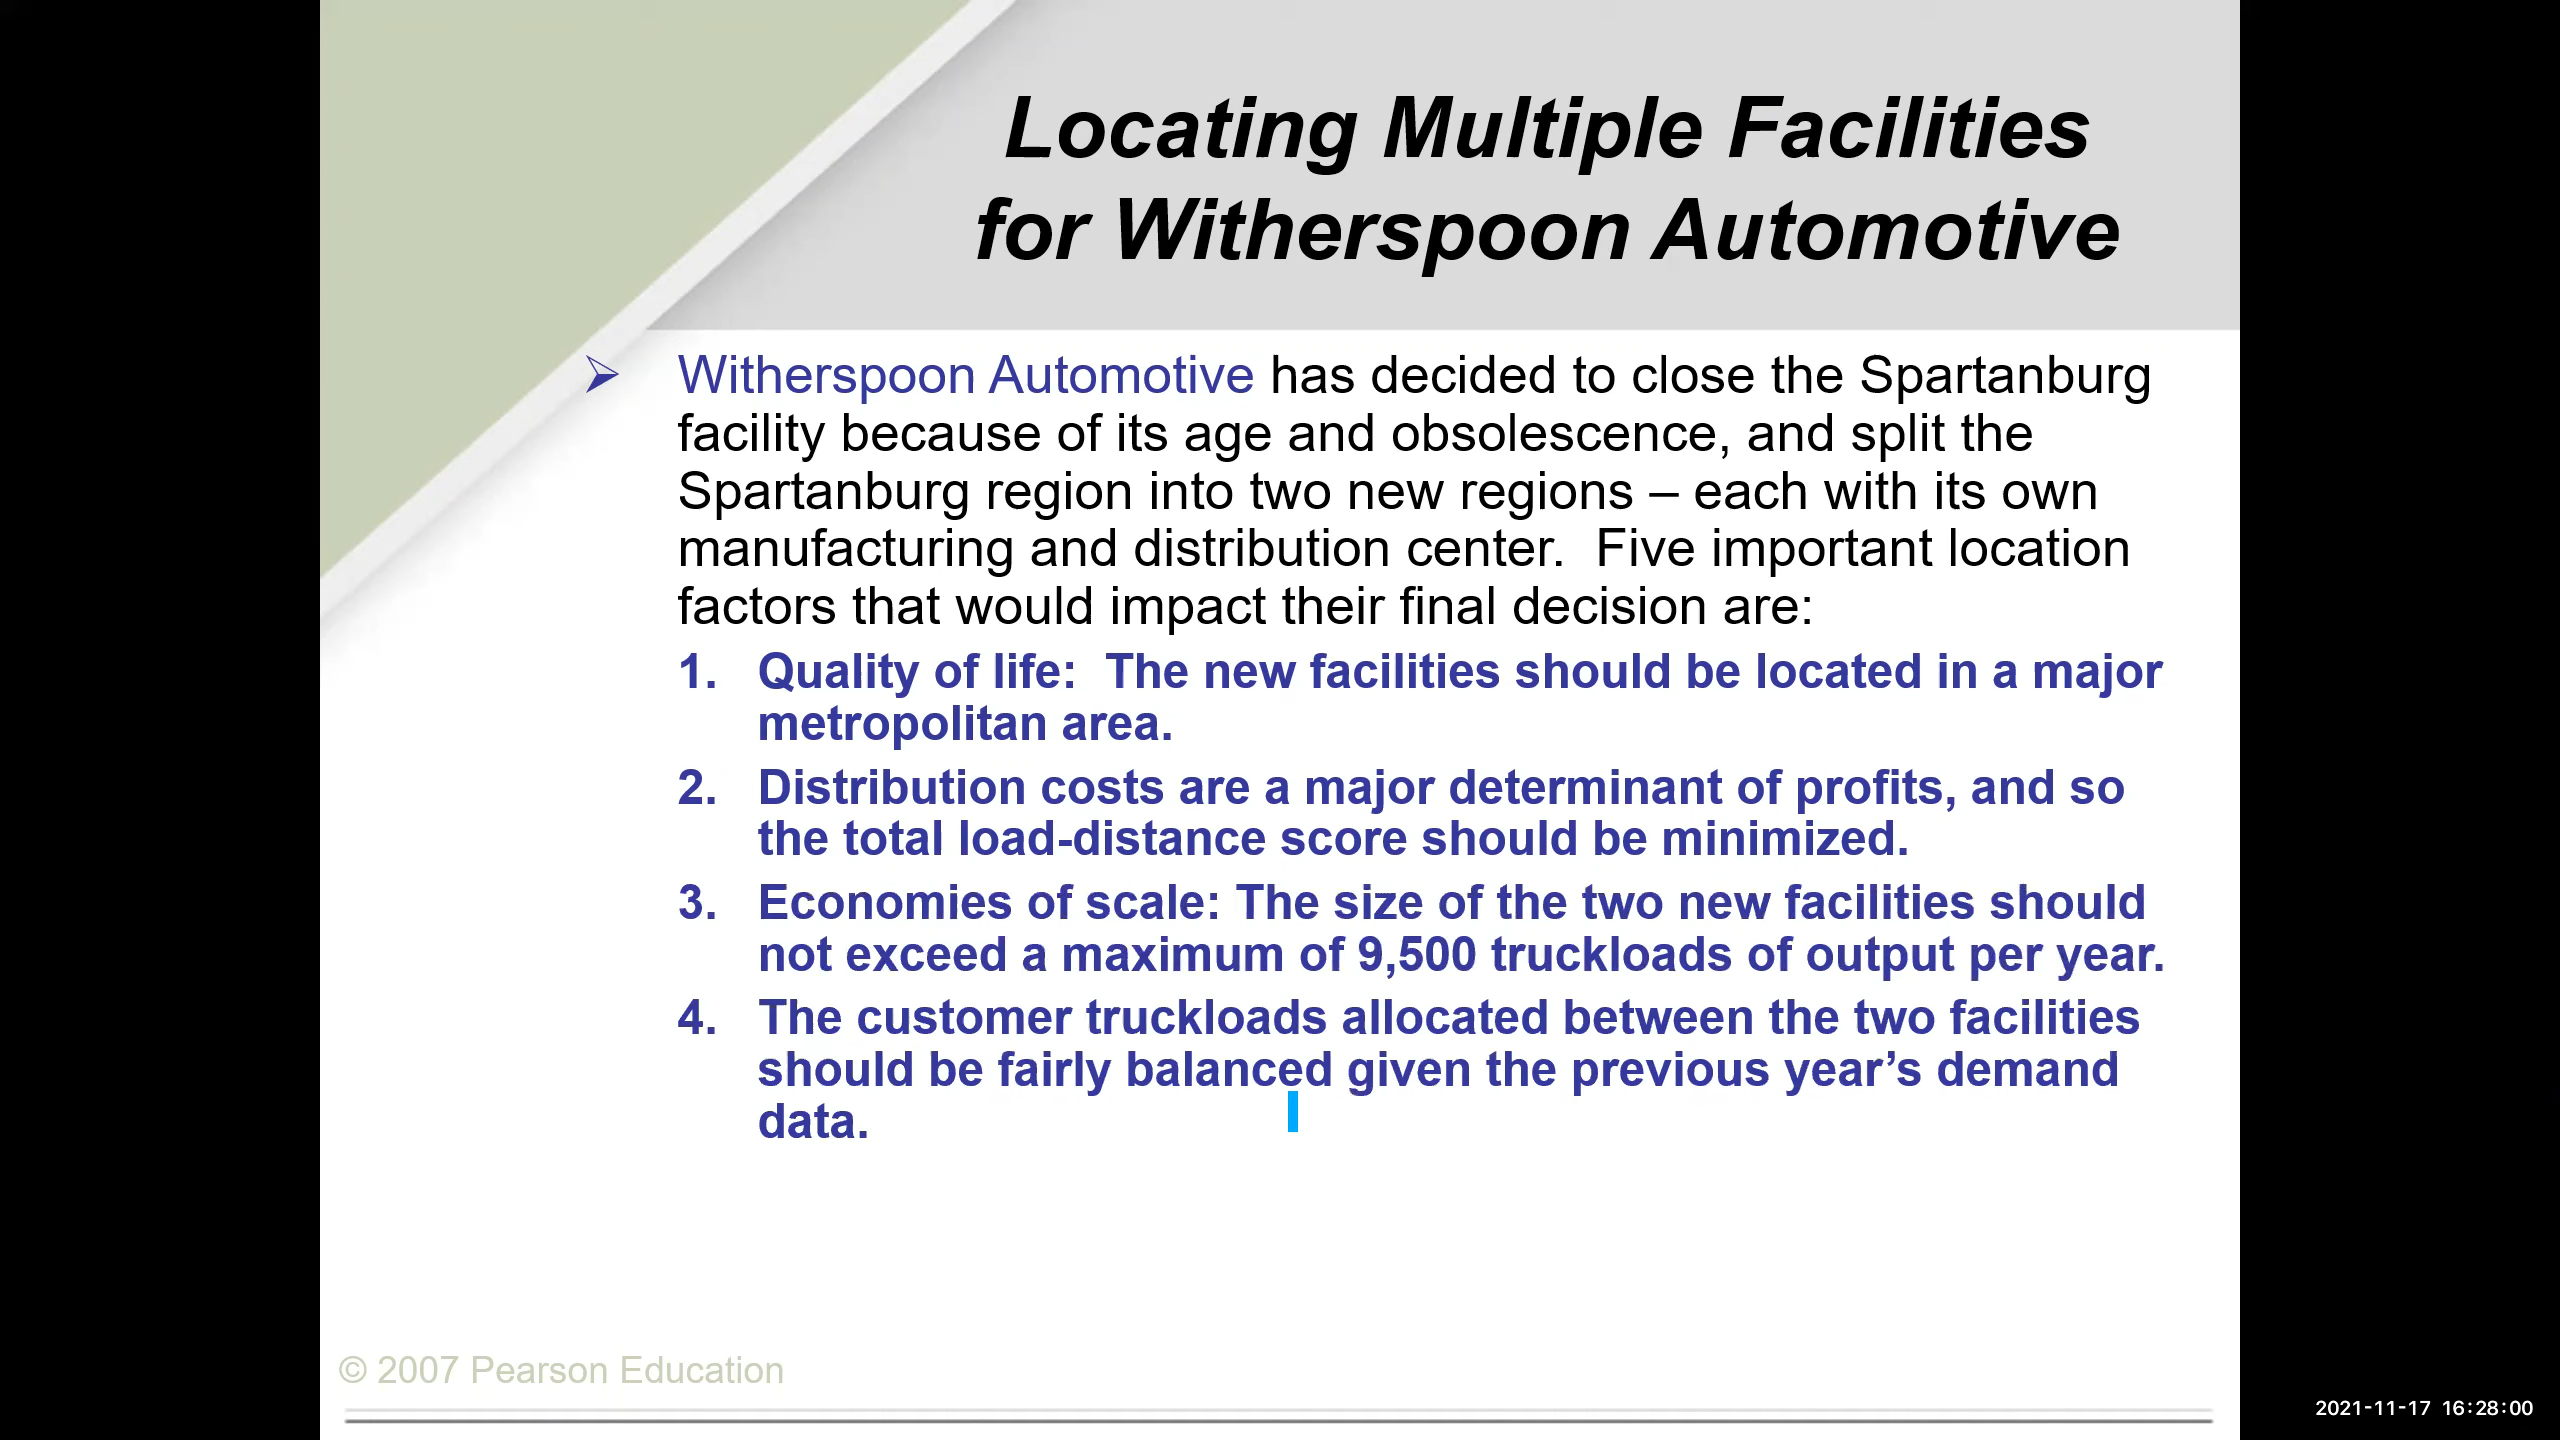 Locating Multiple Facilities
for Witherspoon Automotive
Witherspoon Automotive has decided to close the Spartanburg
facility because of its age and obsolescence, and split the
Spartanburg region into two new regions – each with its own
manufacturing and distribution center.  Five important location
factors that would impact their final decision are:
1. Quality of life:  The new facilities should be located in a major
metropolitan area.
2. Distribution costs are a major determinant of profits, and so
the total load-distance score should be minimized.
3. Economies of scale: The size of the two new facilities should
not exceed a maximum of 9,500 truckloads of output per year.
4. The customer truckloads allocated between the two facilities
should be fairly balanced given the previous year’s demand
data.
© 2007 Pearson Education
2021-11-17 16:28:00